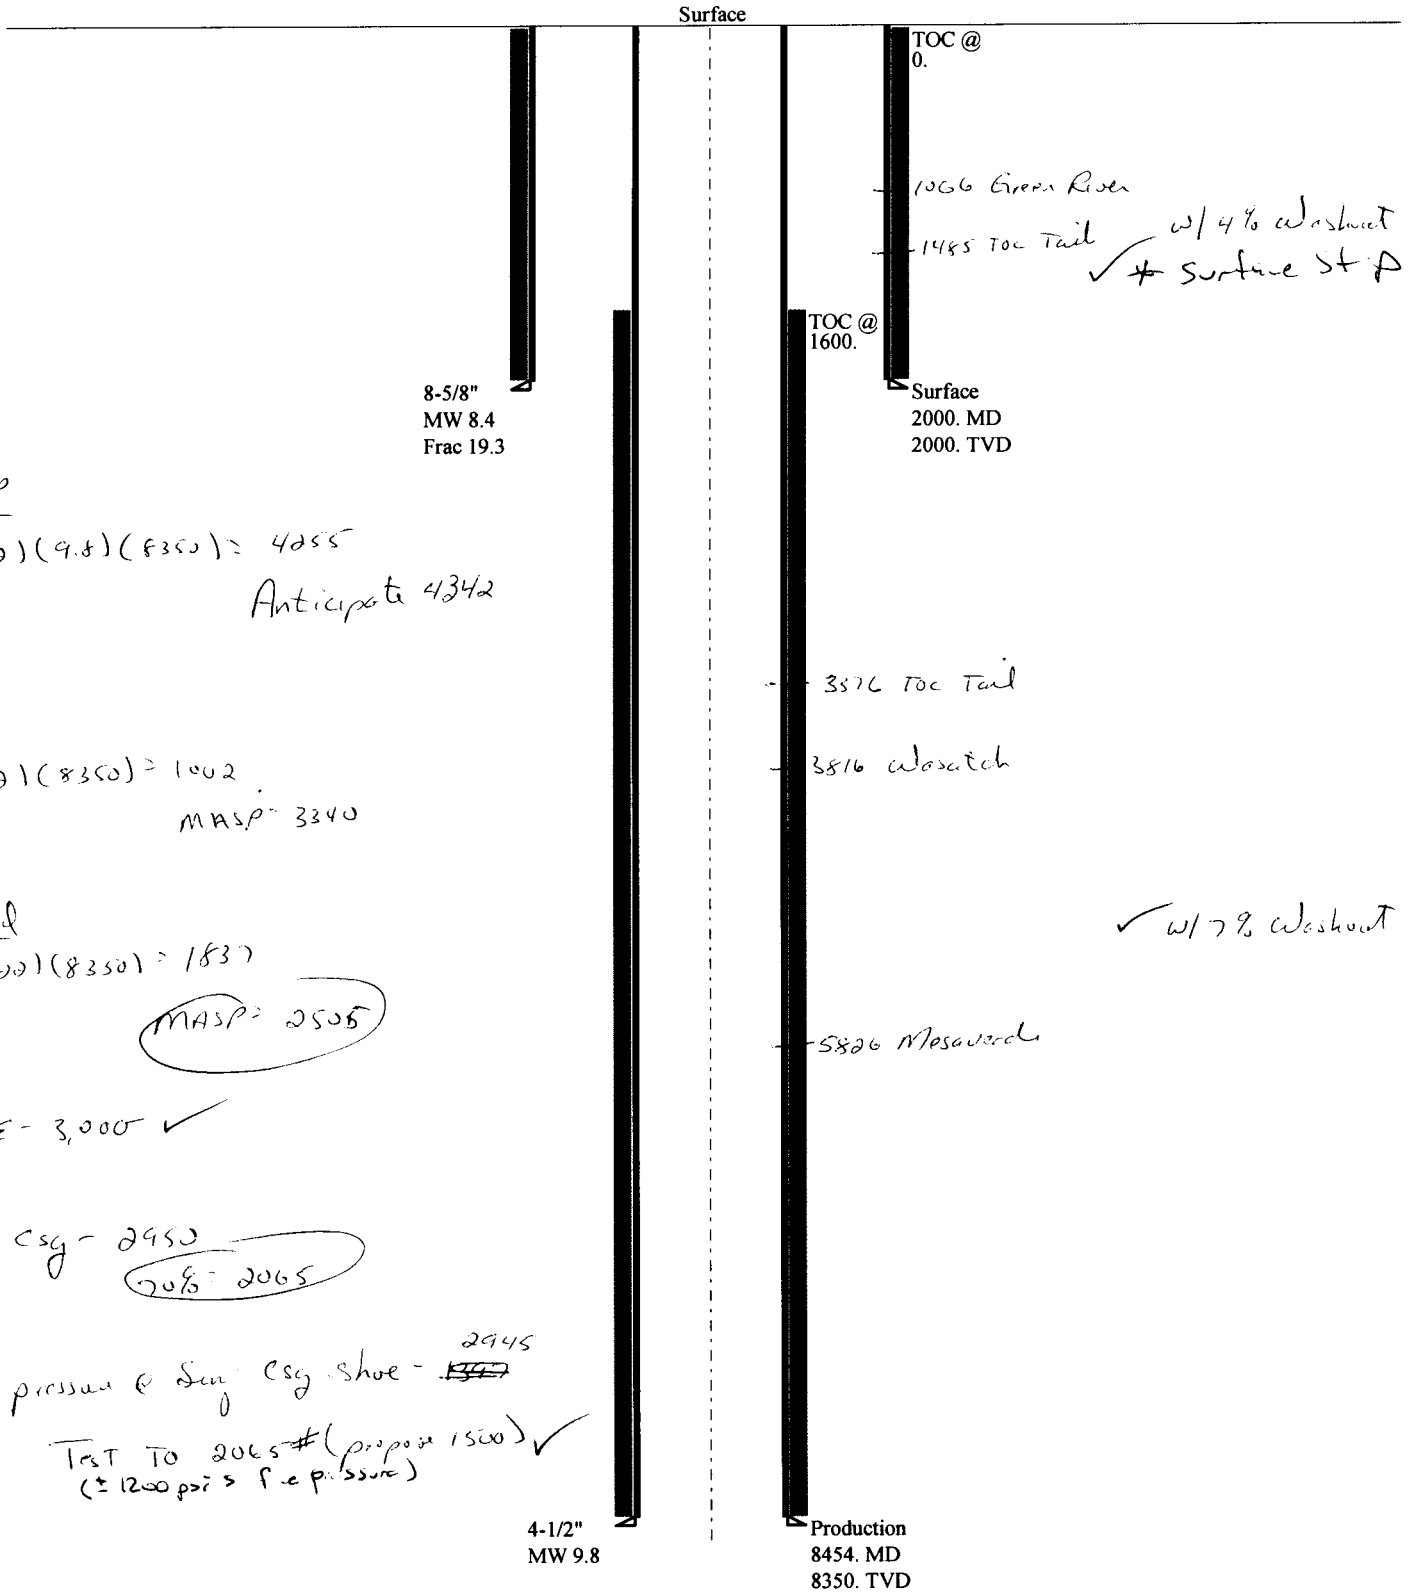 Surface
TOC @
0.
1066 Green River
1485 TOC Tail
w/ 4% Washout
* Surface St
TOC @
1600.
8-5/8"
MW 8.4
Frac 19.3
Surface
2000. MD
2000. TVD
)(9.8)(8350)= 4255
Anticipate 4342
3576 TOC Tail
)(8350)= 1002
MASP- 3340
3816 Wasatch
)(8350)= 1837
MASP= 2505
✓ w/ 7% Washout
5826 Mesaverde
E- 3,000 ✓
csg - 2950
70%= 2065
2945
pressure @ Surf csg shoe -
Test To 2065# (propose 1500) ✓
(± 1200 psi
4-1/2"
MW 9.8
Production
8454. MD
8350. TVD